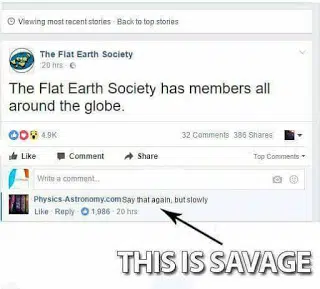 Viewing most recent stories · Back to top stories
The Flat Earth Society
20 hrs ·
The Flat Earth Society has members all
around the globe.
4.9K 32 Comments 386 Shares
Like Comment Share Top Comments
Write a comment...
Physics-Astronomy.com Say that again, but slowly
Like · Reply · 1,986 · 20 hrs
THIS IS SAVAGE